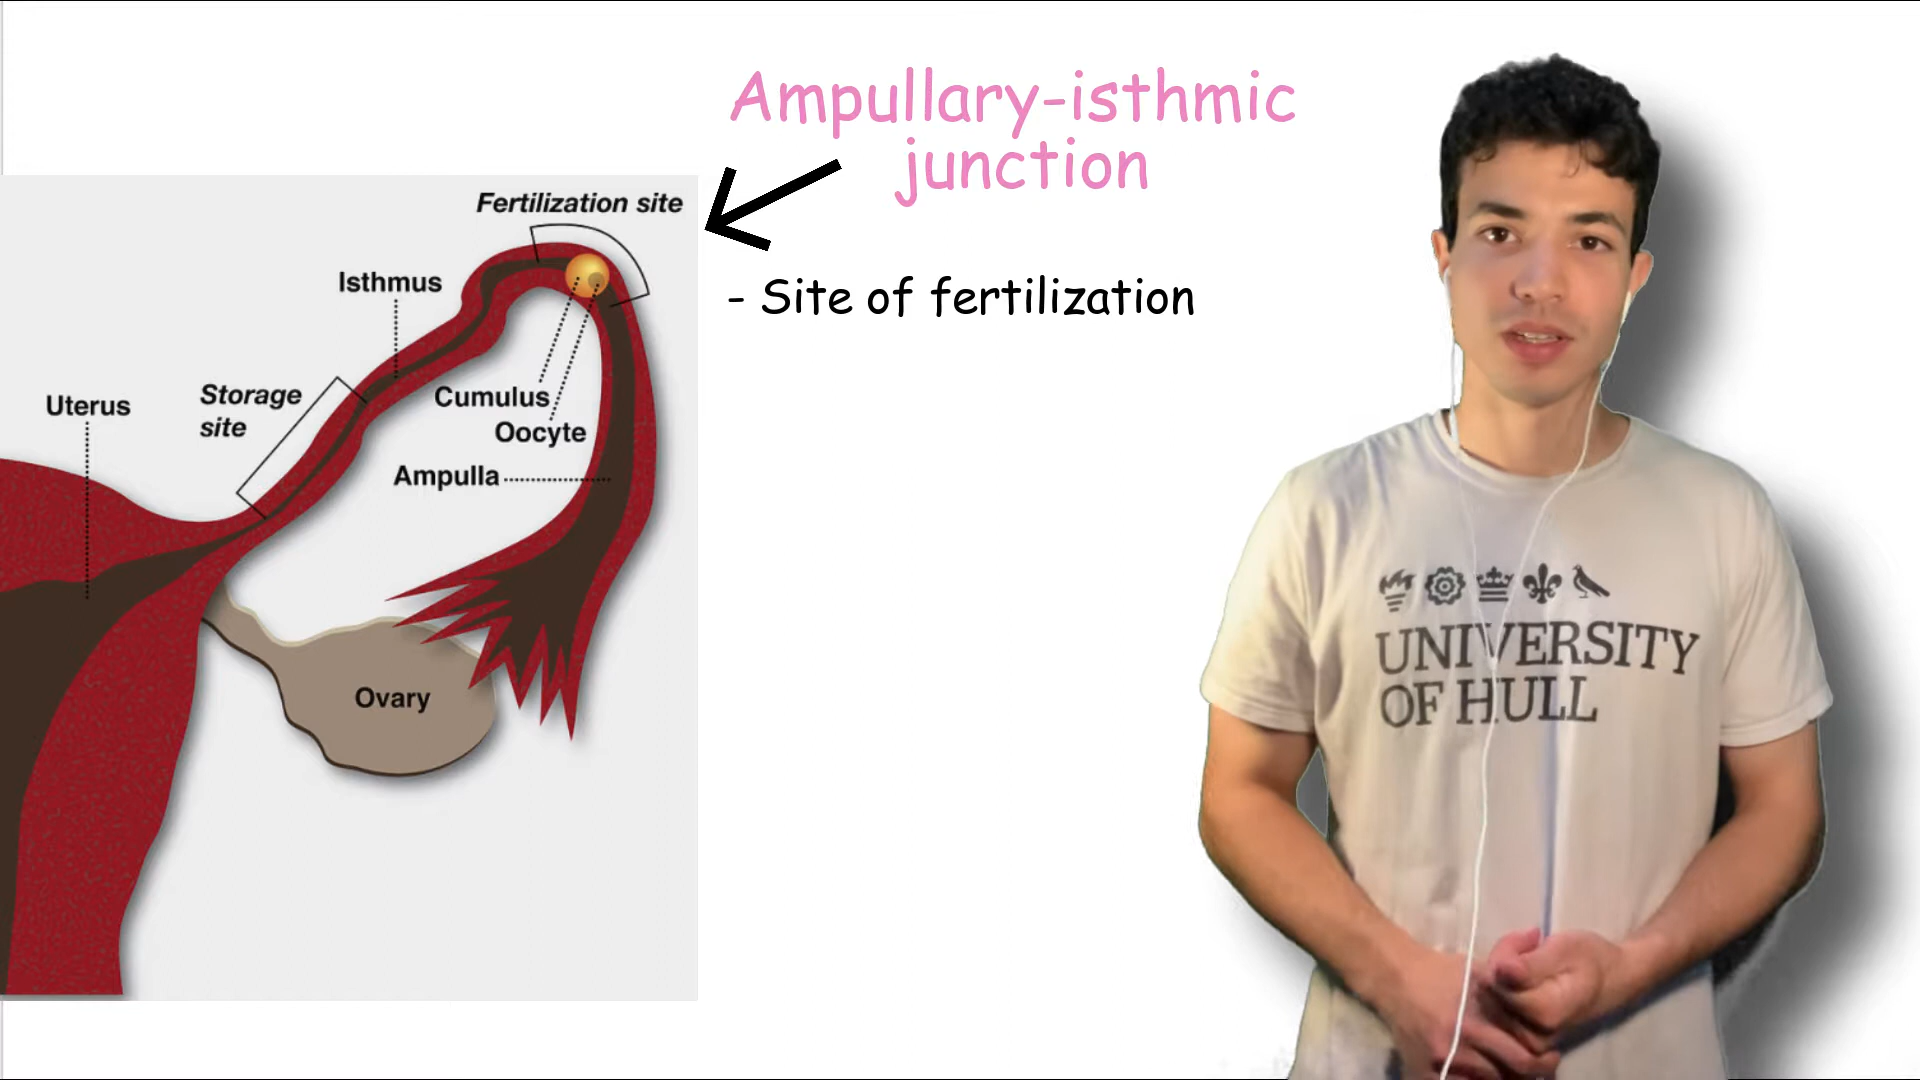 Ampullary-isthmic
junction
- Site of fertilization
Fertilization site
Isthmus
Storage
site
Uterus
Cumulus
Oocyte
Ampulla
Ovary
UNIVERSITY
OF HULL